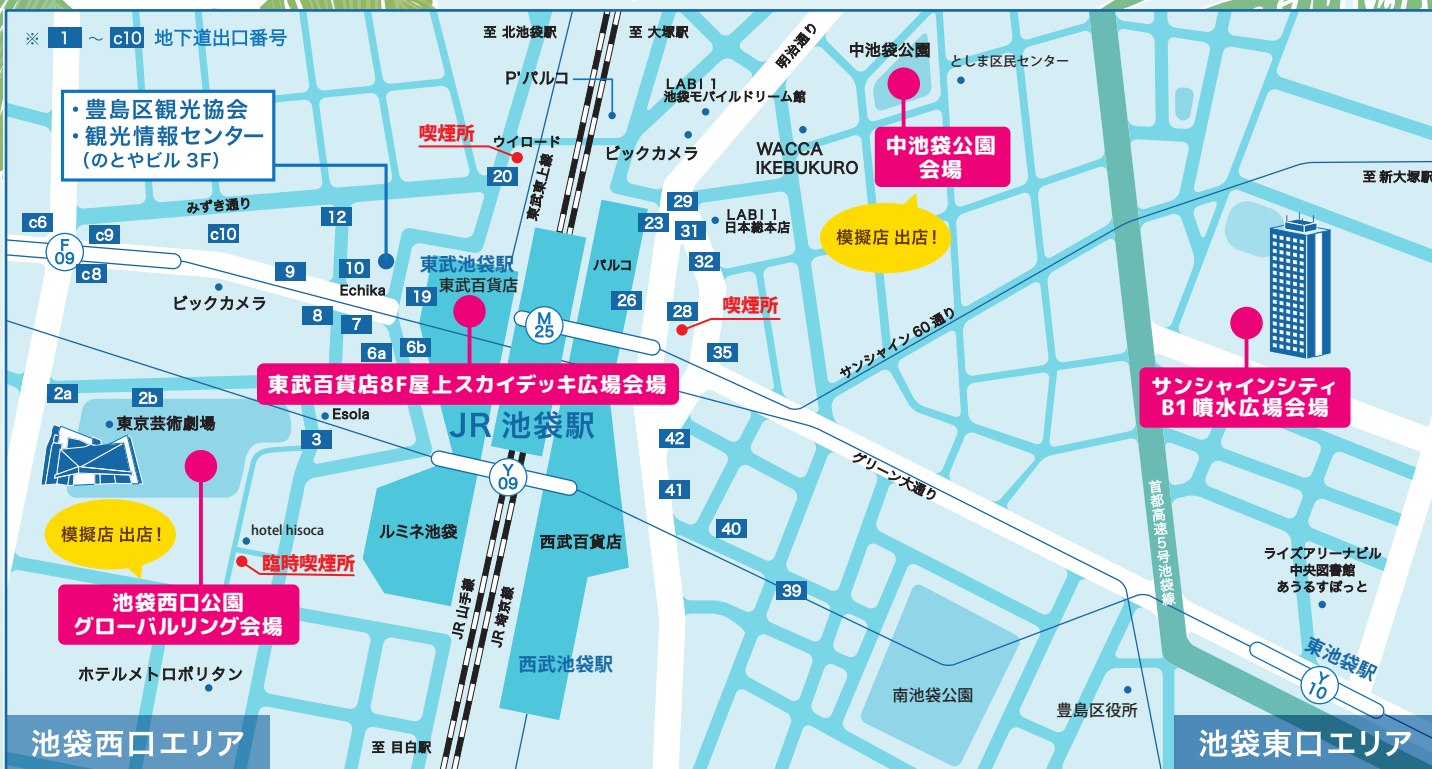 ※ 1 ～ c10 地下道出口番号
・豊島区観光協会
・観光情報センター
（のとやビル 3F）
至 北池袋駅
至 大塚駅
P'パルコ
LABI 1
池袋モバイルドリーム館
明治通り
中池袋公園
としま区民センター
喫煙所
ウイロード
ビックカメラ
WACCA
IKEBUKURO
中池袋公園
会場
至 新大塚駅
20
東武東上線
みずき通り
c6
c9
c10
12
F
09
c8
9
10
Echika
東武池袋駅
東武百貨店
パルコ
23
29
31
32
LABI 1
日本総本店
模擬店 出店！
ビックカメラ
8
7
19
26
28
喫煙所
M
25
6a
6b
35
サンシャイン60通り
東武百貨店8F屋上スカイデッキ広場会場
サンシャインシティ
B1噴水広場会場
2a
2b
東京芸術劇場
Esola
3
JR 池袋駅
42
41
40
39
グリーン大通り
Y
09
首都高速5号池袋線
模擬店 出店！
hotel hisoca
臨時喫煙所
ルミネ池袋
西武百貨店
池袋西口公園
グローバルリング会場
JR 山手線
JR 埼京線
ライズアリーナビル
中央図書館
あうるすぽっと
ホテルメトロポリタン
西武池袋駅
南池袋公園
豊島区役所
東池袋駅
Y
10
至 目白駅
池袋西口エリア
池袋東口エリア